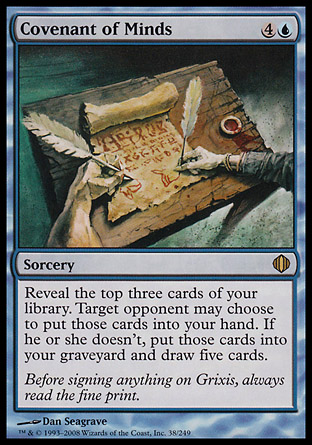 Covenant of Minds 4
Sorcery
Reveal the top three cards of your
library. Target opponent may choose
to put those cards into your hand. If
he or she doesn't, put those cards into
your graveyard and draw five cards.
Before signing anything on Grixis, always
read the fine print.
Dan Seagrave
™ & © 1993–2008 Wizards of the Coast, Inc. 38/249